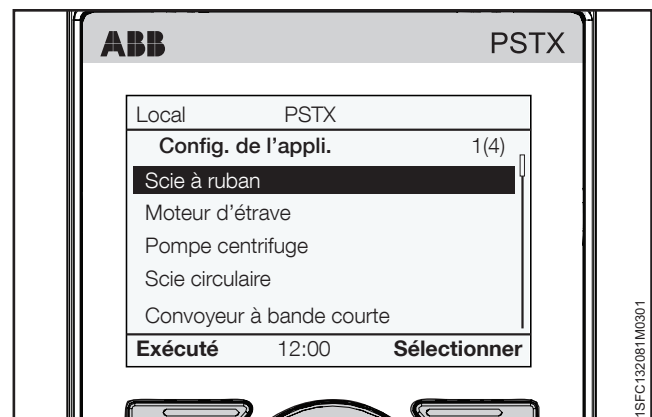 ABB PSTX
Local PSTX
Config. de l'appli. 1(4)
Scie à ruban
Moteur d'étrave
Pompe centrifuge
Scie circulaire
Convoyeur à bande courte
Exécuté 12:00 Sélectionner
1SFC132081M0301